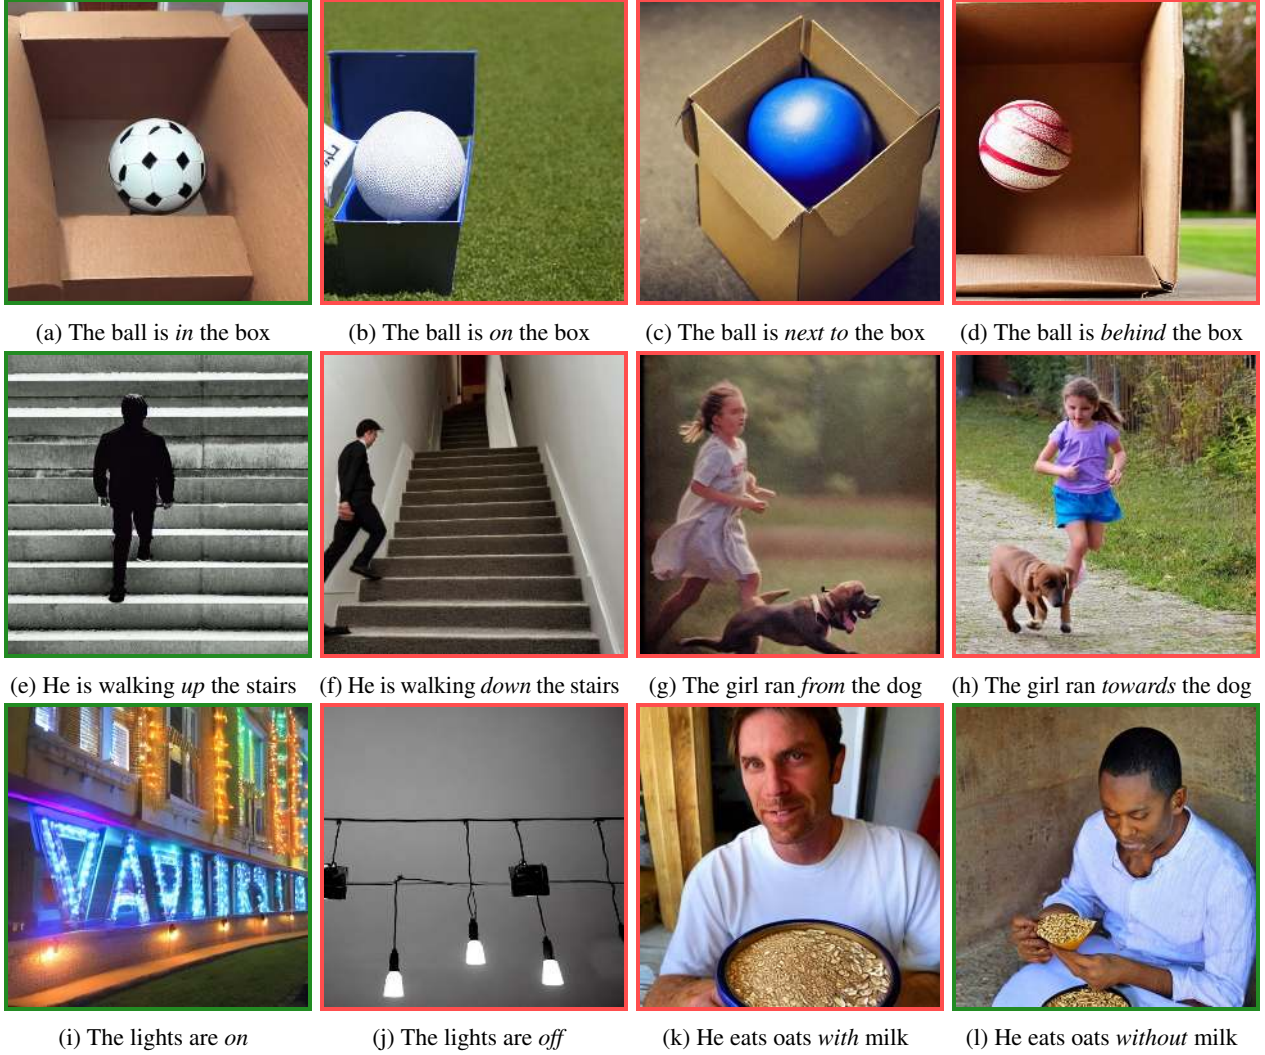 (a) The ball is in the box
(b) The ball is on the box
(c) The ball is next to the box
(d) The ball is behind the box
(e) He is walking up the stairs
(f) He is walking down the stairs
(g) The girl ran from the dog
(h) The girl ran towards the dog
(i) The lights are on
(j) The lights are off
(k) He eats oats with milk
(l) He eats oats without milk